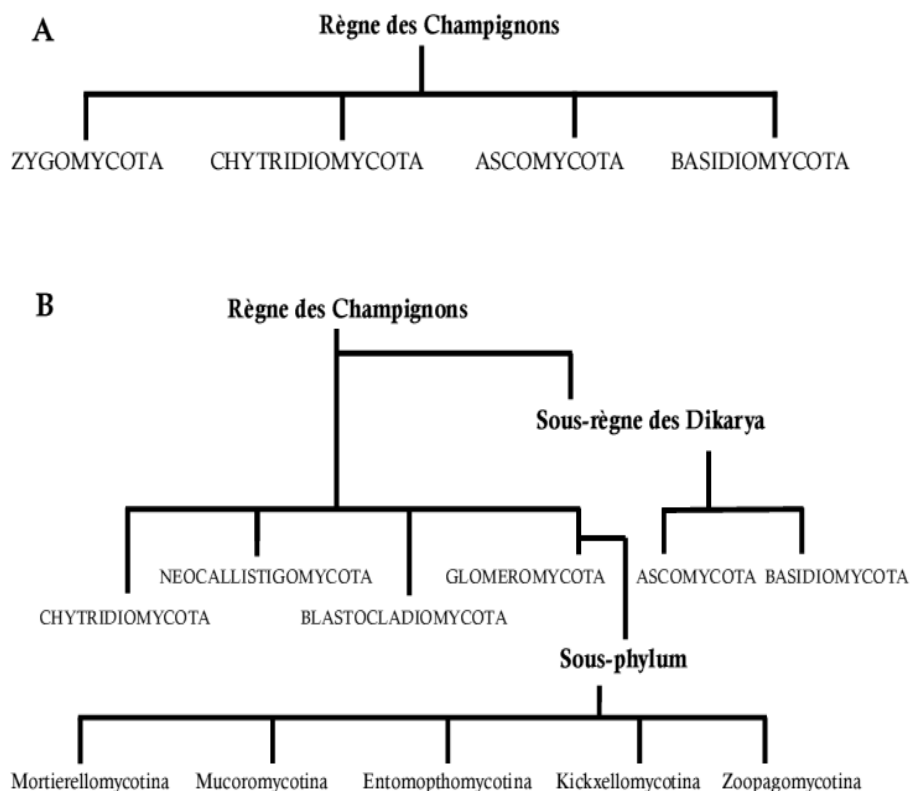 A
Règne des Champignons
ZYGOMYCOTA CHYTRIDIOMYCOTA ASCOMYCOTA BASIDIOMYCOTA
B
Règne des Champignons
Sous-règne des Dikarya
NEOCALLISTIGOMYCOTA GLOMEROMYCOTA ASCOMYCOTA BASIDIOMYCOTA
CHYTRIDIOMYCOTA BLASTOCLADIOMYCOTA
Sous-phylum
Mortierellomycotina Mucoromycotina Entomopthomycotina Kickxellomycotina Zoopagomycotina